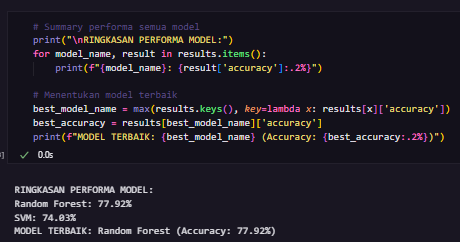 # Summary performa semua model
print("\nRINGKASAN PERFORMA MODEL:")
for model_name, result in results.items():
    print(f"{model_name}: {result['accuracy']:.2%}")
# Menentukan model terbaik
best_model_name = max(results.keys(), key=lambda x: results[x]['accuracy'])
best_accuracy = results[best_model_name]['accuracy']
print(f"MODEL TERBAIK: {best_model_name} (Accuracy: {best_accuracy:.2%})")
0.0s
RINGKASAN PERFORMA MODEL:
Random Forest: 77.92%
SVM: 74.03%
MODEL TERBAIK: Random Forest (Accuracy: 77.92%)